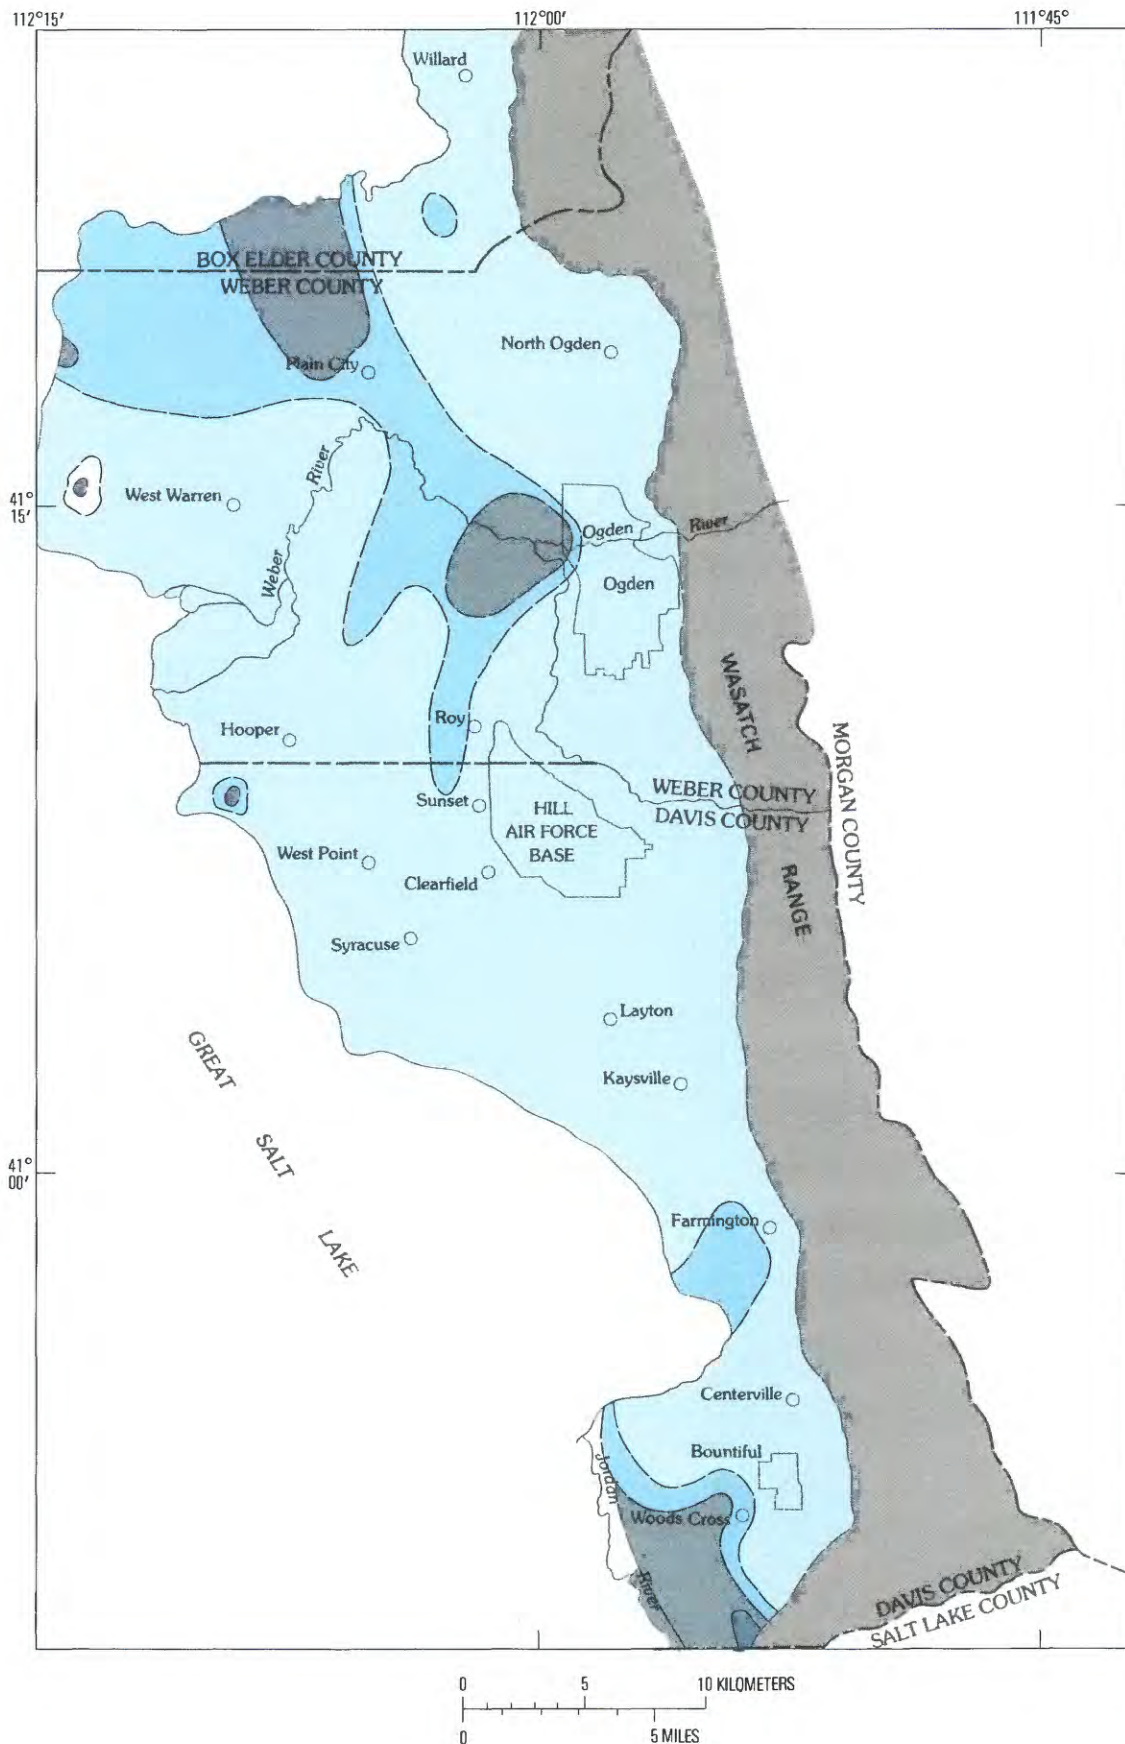 112°15′
112°00′
111°45′
Willard
BOX ELDER COUNTY
WEBER COUNTY
North Ogden
Plain City
River
West Warren
41°
15′
Ogden
River
Weber
Ogden
WASATCH
Roy
Hooper
MORGAN COUNTY
WEBER COUNTY
DAVIS COUNTY
Sunset
HILL
AIR FORCE
BASE
West Point
Clearfield
RANGE
Syracuse
Layton
GREAT
Kaysville
SALT
41°
00′
Farmington
LAKE
Centerville
Bountiful
Jordan
Woods Cross
River
DAVIS COUNTY
SALT LAKE COUNTY
0 5 10 KILOMETERS
0 5 MILES